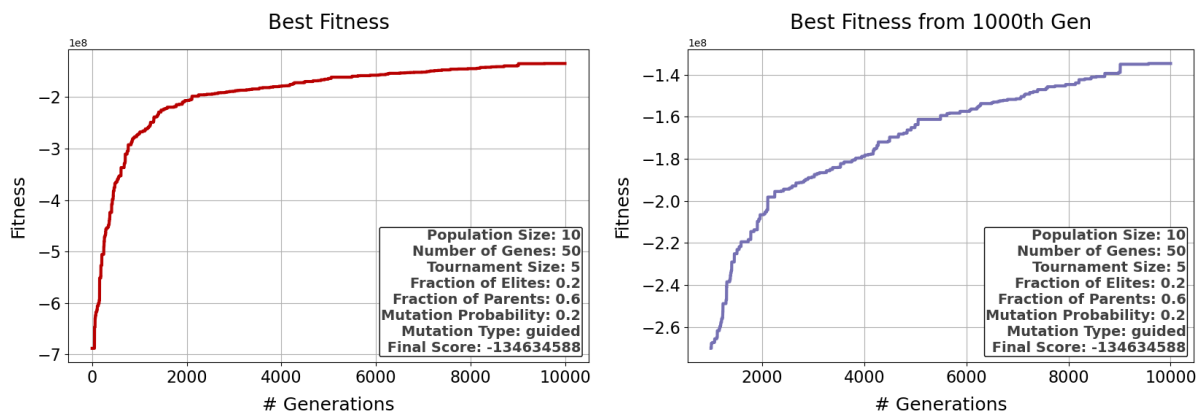 Best Fitness
1e8
−2
−3
−4
−5
−6
−7
Fitness
0
2000
4000
6000
8000
10000
# Generations
Population Size: 10
Number of Genes: 50
Tournament Size: 5
Fraction of Elites: 0.2
Fraction of Parents: 0.6
Mutation Probability: 0.2
Mutation Type: guided
Final Score: -134634588
Best Fitness from 1000th Gen
1e8
−1.4
−1.6
−1.8
−2.0
−2.2
−2.4
−2.6
Fitness
2000
4000
6000
8000
10000
# Generations
Population Size: 10
Number of Genes: 50
Tournament Size: 5
Fraction of Elites: 0.2
Fraction of Parents: 0.6
Mutation Probability: 0.2
Mutation Type: guided
Final Score: -134634588